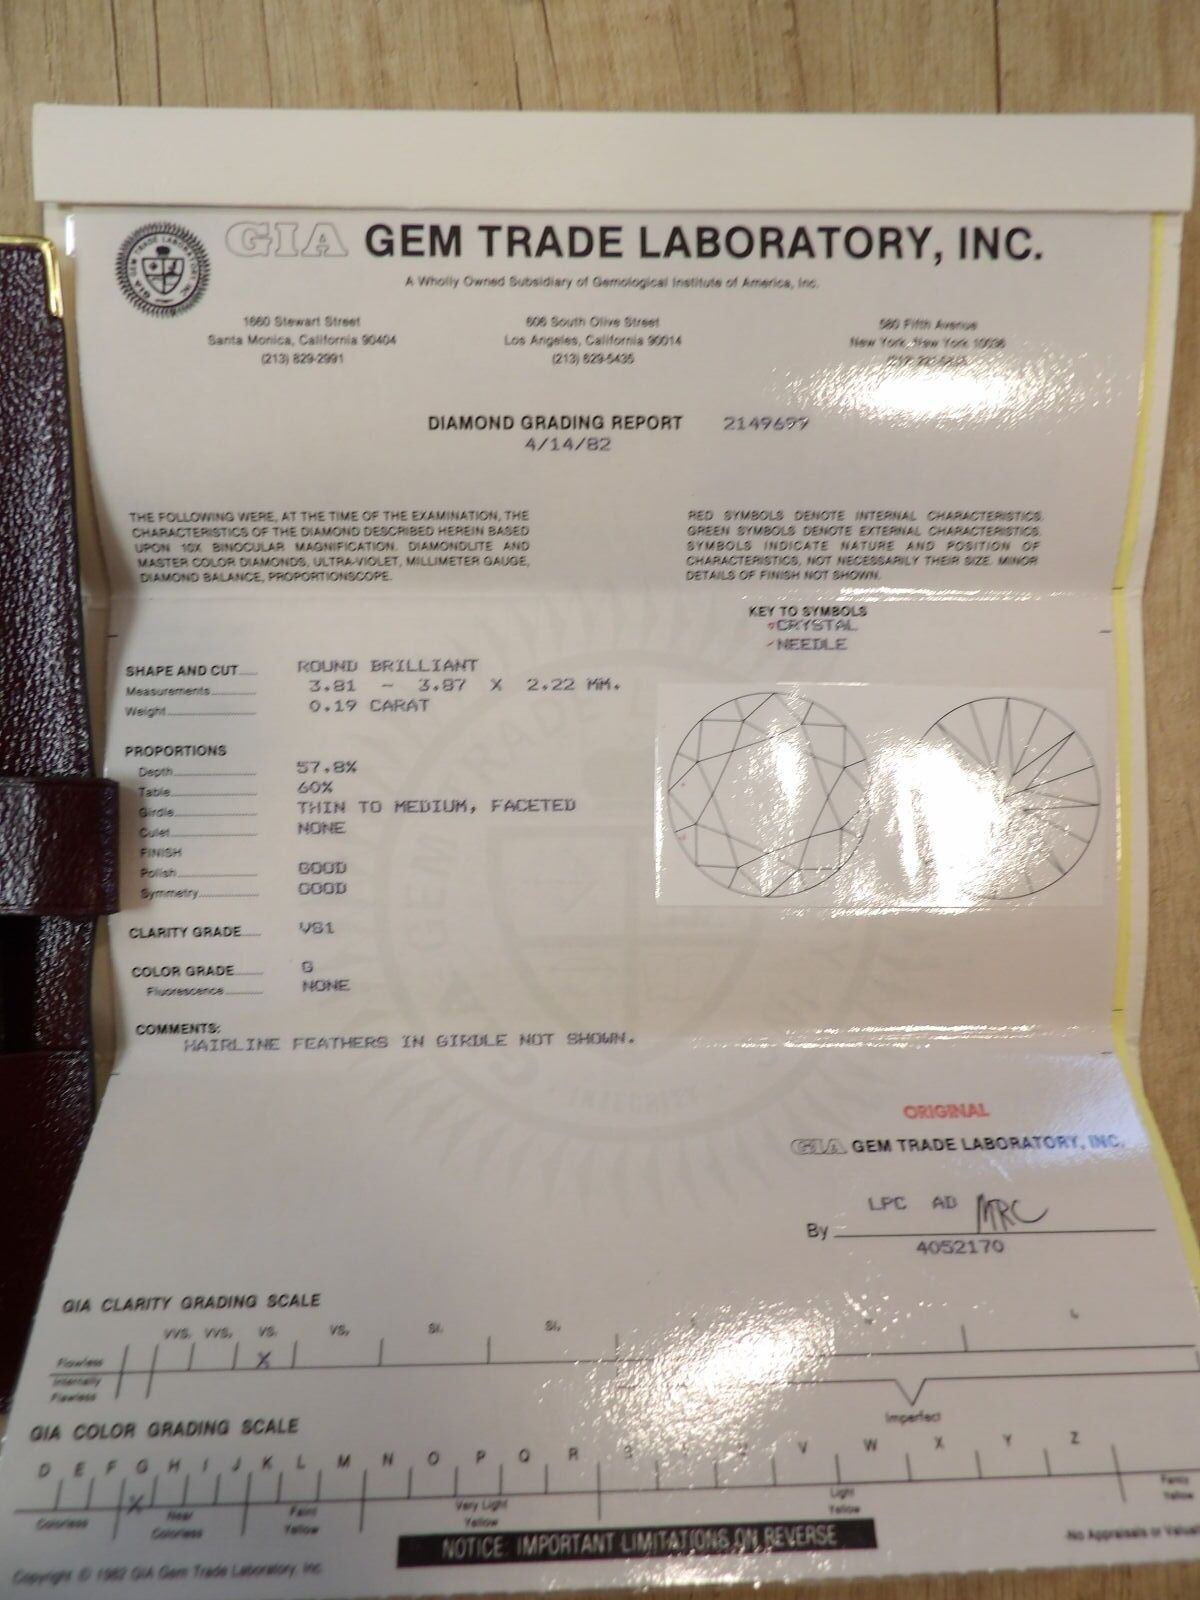 GEM TRADE LABORATORY INC
GIA
GIA GEM TRADE LABORATORY, INC.
A Wholly Owned Subsidiary of Gemological Institute of America, Inc.
1660 Stewart Street
Santa Monica, California 90404
(213) 829-2991
606 South Olive Street
Los Angeles, California 90014
(213) 629-5435
580 Fifth Avenue
New York, New York 10036
DIAMOND GRADING REPORT 2149699
4/14/82
THE FOLLOWING WERE, AT THE TIME OF THE EXAMINATION, THE
CHARACTERISTICS OF THE DIAMOND DESCRIBED HEREIN BASED
UPON 10X BINOCULAR MAGNIFICATION. DIAMONDLITE AND
MASTER COLOR DIAMONDS, ULTRA-VIOLET, MILLIMETER GAUGE,
DIAMOND BALANCE, PROPORTIONSCOPE.
RED SYMBOLS DENOTE INTERNAL CHARACTERISTICS.
GREEN SYMBOLS DENOTE EXTERNAL CHARACTERISTICS.
SYMBOLS INDICATE NATURE AND POSITION OF
CHARACTERISTICS, NOT NECESSARILY THEIR SIZE. MINOR
DETAILS OF FINISH NOT SHOWN.
KEY TO SYMBOLS
CRYSTAL
NEEDLE
SHAPE AND CUT..... ROUND BRILLIANT
Measurements..... 3.81 - 3.87 X 2.22 MM.
Weight..... 0.19 CARAT
PROPORTIONS
Depth..... 57.8%
Table..... 60%
Girdle..... THIN TO MEDIUM, FACETED
Culet..... NONE
FINISH
Polish..... GOOD
Symmetry..... GOOD
CLARITY GRADE..... VS1
COLOR GRADE..... G
Fluorescence..... NONE
COMMENTS:
HAIRLINE FEATHERS IN GIRDLE NOT SHOWN.
ORIGINAL
GIA GEM TRADE LABORATORY, INC.
LPC AD MRC
By
4052170
GIA CLARITY GRADING SCALE
VVS₁ VVS₂ VS₁ VS₂ SI₁ SI₂
Flawless X
Internally
Flawless
Imperfect
GIA COLOR GRADING SCALE
D E F G H I J K L M N O P Q R S V W X Y Z
X
Colorless Near Colorless Faint Yellow Very Light Yellow Light Yellow Fancy Yellow
NOTICE: IMPORTANT LIMITATIONS ON REVERSE
No Appraisals or Value
Copyright © 1982 GIA Gem Trade Laboratory, Inc.